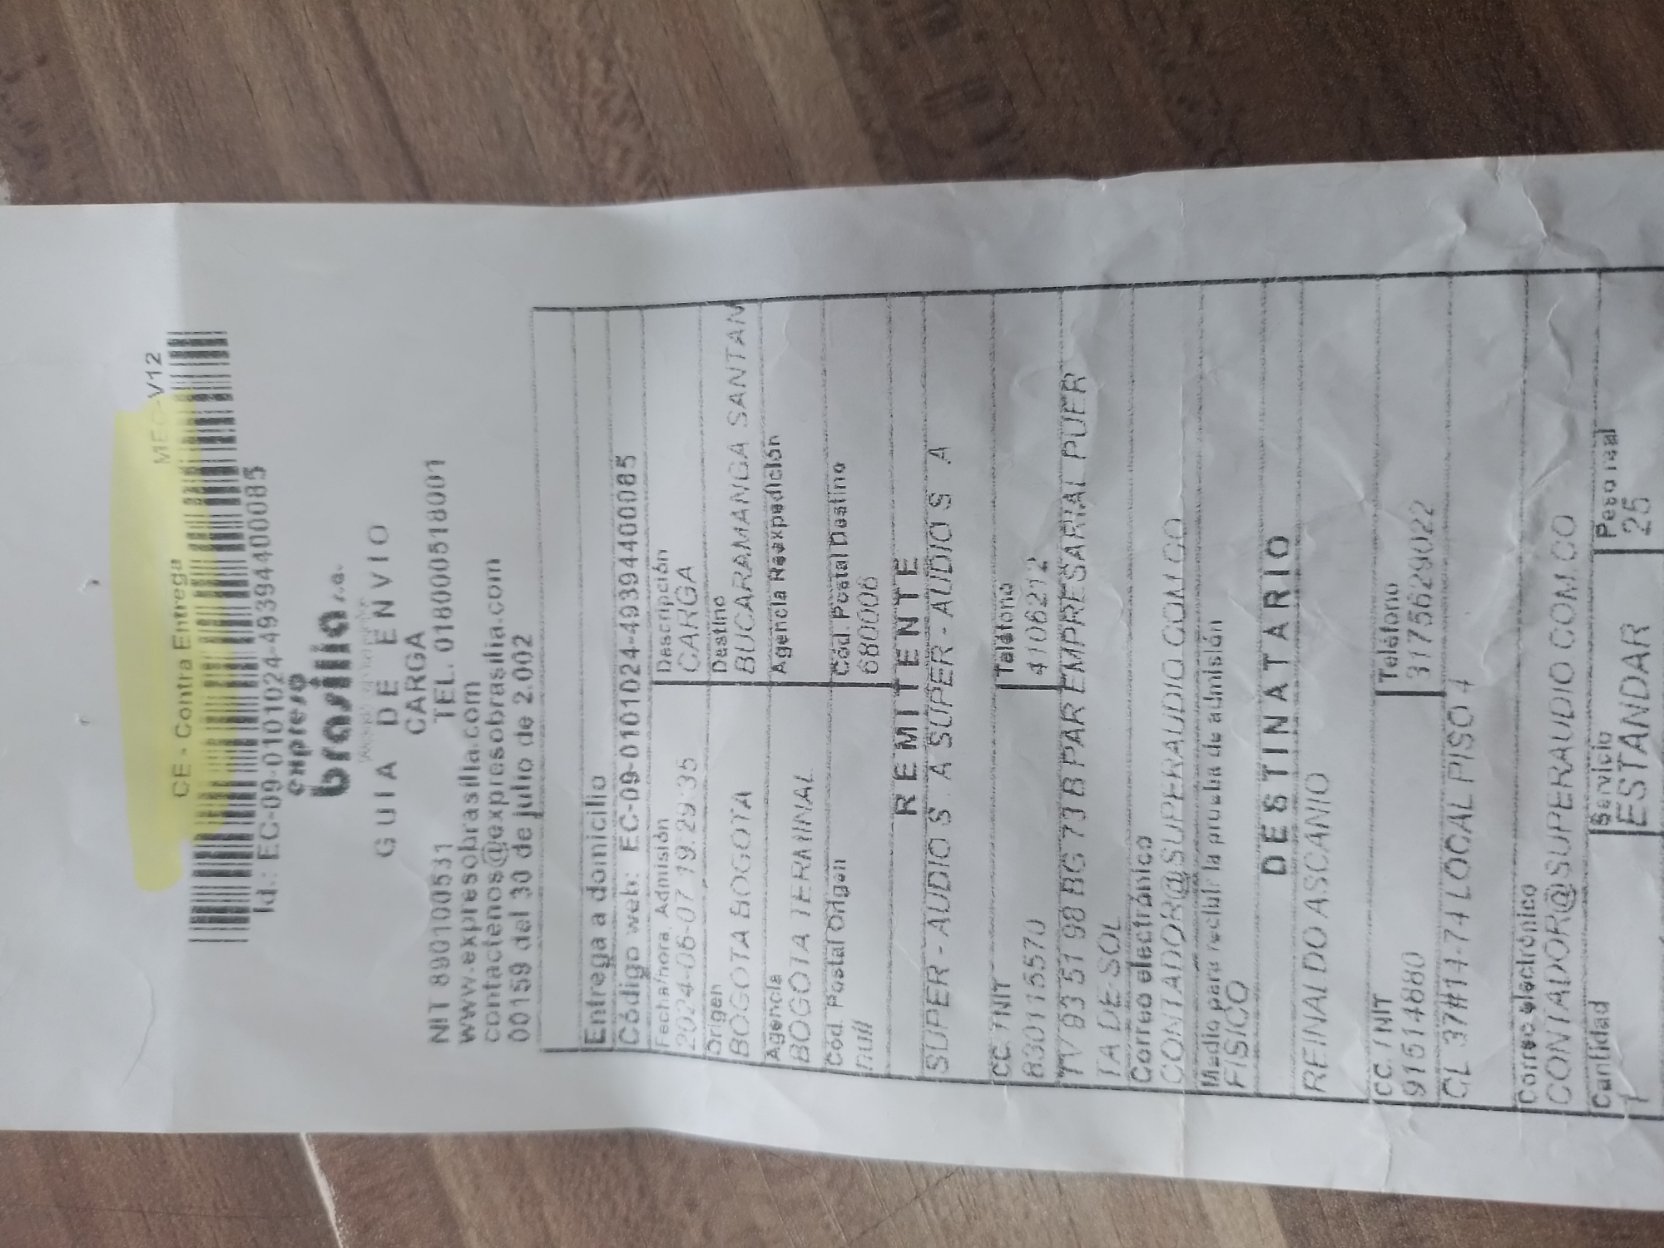 CE - Contra Entrega
V12
Id.: EC-09-0101024-4939440085
expreso
brasilia s.a.
GUIA DE ENVIO
CARGA
NIT 890100531 TEL. 018000518001
www.expresobrasilia.com
contactenos@expresobrasilia.com
00159 del 30 de julio de 2.002
Entrega a domicilio
Código web: EC-09-0101024-4939440085
Fecha/hora Admisión Descripción
2024-06-07 19:29:35 CARGA
Origen Destino
BOGOTA BOGOTA BUCARAMANGA SANTAN
Agencia Agencia Reexpedición
BOGOTA TERMINAL
Cód. Postal Origen Cód. Postal Destino
null 680006
REMITENTE
SUPER - AUDIO S A SUPER - AUDIO S A
CC. / NIT Teléfono
830115570 4106272
TV 93 51 98 BG 73 B PAR EMPRESARIAL PUER
TA DE SOL
Correo electrónico
CONTADOR@SUPERAUDIO.COM.CO
Medio para recibir la prueba de admisión
FISICO
DESTINATARIO
REINALDO ASCANIO
CC. / NIT Teléfono
91514880 3175629022
CL 37#14-74 LOCAL PISO 4
Correo electrónico
CONTADOR@SUPERAUDIO.COM.CO
Cantidad Servicio Peso real
1 ESTANDAR 25